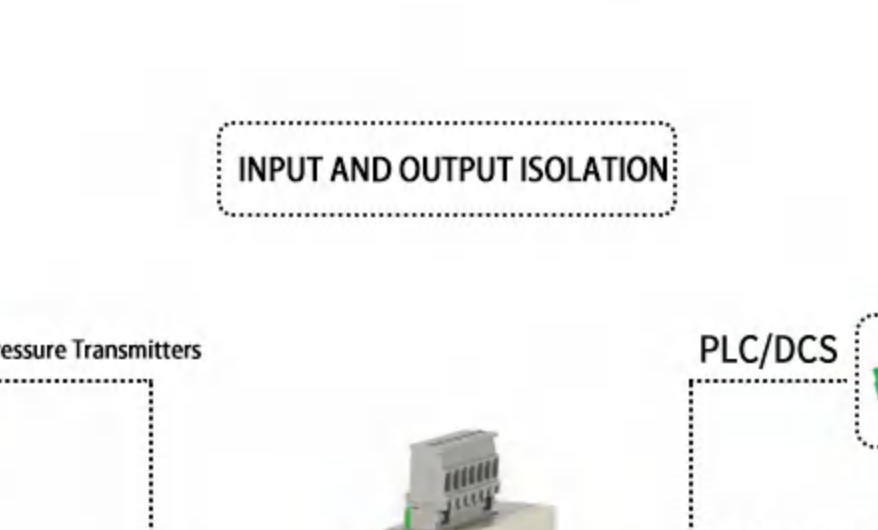 INPUT AND OUTPUT ISOLATION
essure Transmitters
PLC/DCS